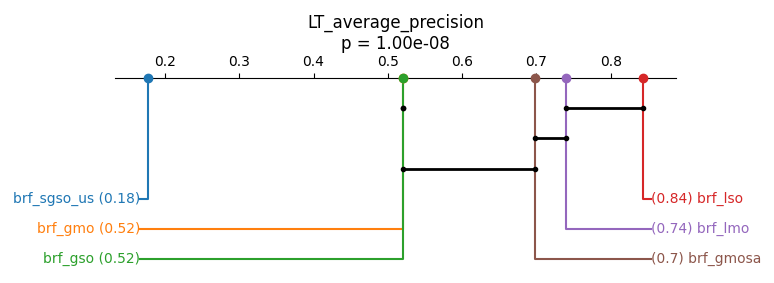 LT_average_precision
p = 1.00e-08
0.2 0.3 0.4 0.5 0.6 0.7 0.8
brf_sgso_us (0.18) (0.84) brf_lso
brf_gmo (0.52) (0.74) brf_lmo
brf_gso (0.52) (0.7) brf_gmosa